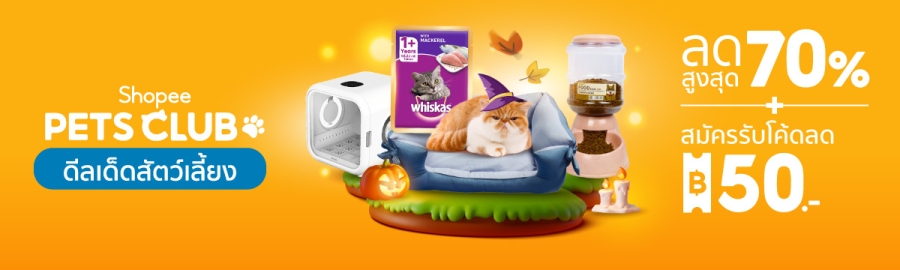 Shopee
PETS CLUB
ดีลเด็ดสัตว์เลี้ยง
1+
Years
WITH
MACKEREL
whiskas
ลด
สูงสุด
70%
+
สมัครรับโค้ดลด
฿50.-